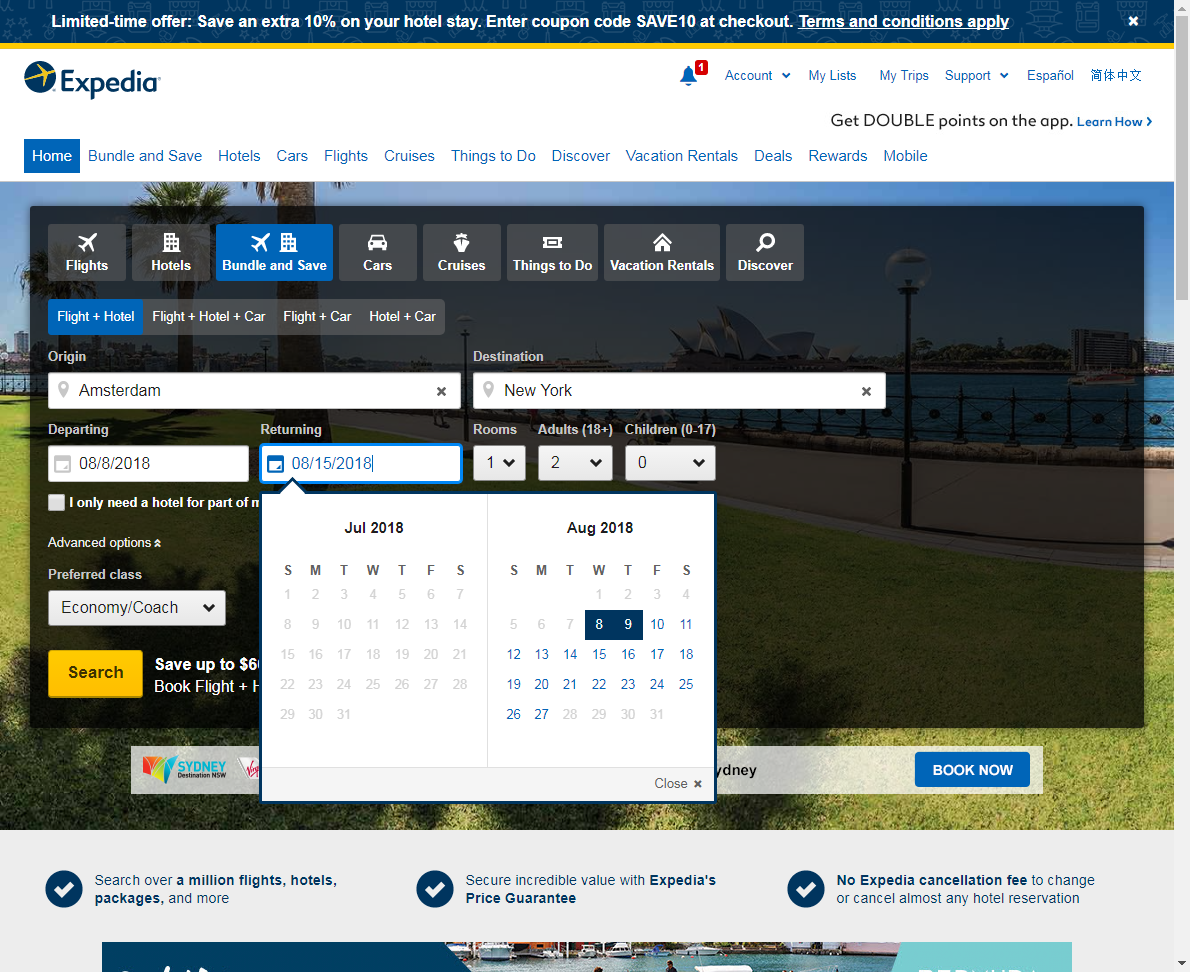 Limited-time offer: Save an extra 10% on your hotel stay. Enter coupon code SAVE10 at checkout. Terms and conditions apply
Expedia
1
Account
My Lists
My Trips
Support
Español
简体中文
Get DOUBLE points on the app. Learn How
Home
Bundle and Save
Hotels
Cars
Flights
Cruises
Things to Do
Discover
Vacation Rentals
Deals
Rewards
Mobile
Flights
Hotels
Bundle and Save
Cars
Cruises
Things to Do
Vacation Rentals
Discover
Flight + Hotel
Flight + Hotel + Car
Flight + Car
Hotel + Car
Origin
Destination
Amsterdam
New York
Departing
Returning
Rooms
Adults (18+)
Children (0-17)
08/8/2018
08/15/2018
1
2
0
I only need a hotel for part of m
Advanced options
Preferred class
Economy/Coach
Search
Save up to $6
Book Flight + H
Jul 2018
S M T W T F S
1 2 3 4 5 6 7
8 9 10 11 12 13 14
15 16 17 18 19 20 21
22 23 24 25 26 27 28
29 30 31
Aug 2018
S M T W T F S
1 2 3 4
5 6 7 8 9 10 11
12 13 14 15 16 17 18
19 20 21 22 23 24 25
26 27 28 29 30 31
Close
SYDNEY
Destination NSW
ydney
BOOK NOW
Search over a million flights, hotels,
packages, and more
Secure incredible value with Expedia's
Price Guarantee
No Expedia cancellation fee to change
or cancel almost any hotel reservation